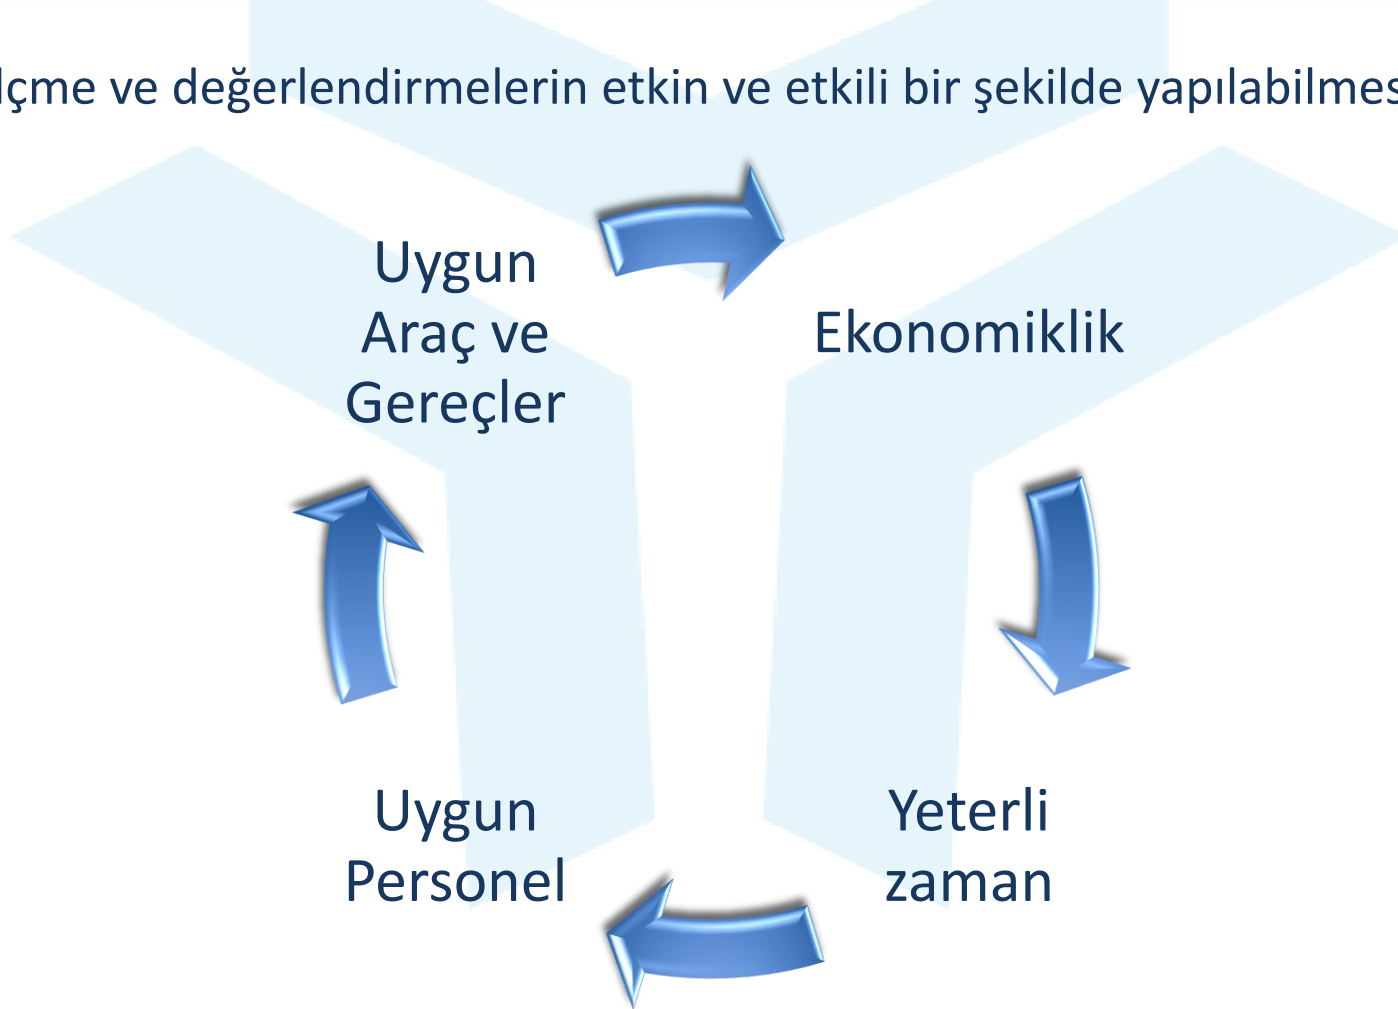 lçme ve değerlendirmelerin etkin ve etkili bir şekilde yapılabilmes
Uygun
Araç ve
Gereçler
Ekonomiklik
Yeterli
zaman
Uygun
Personel